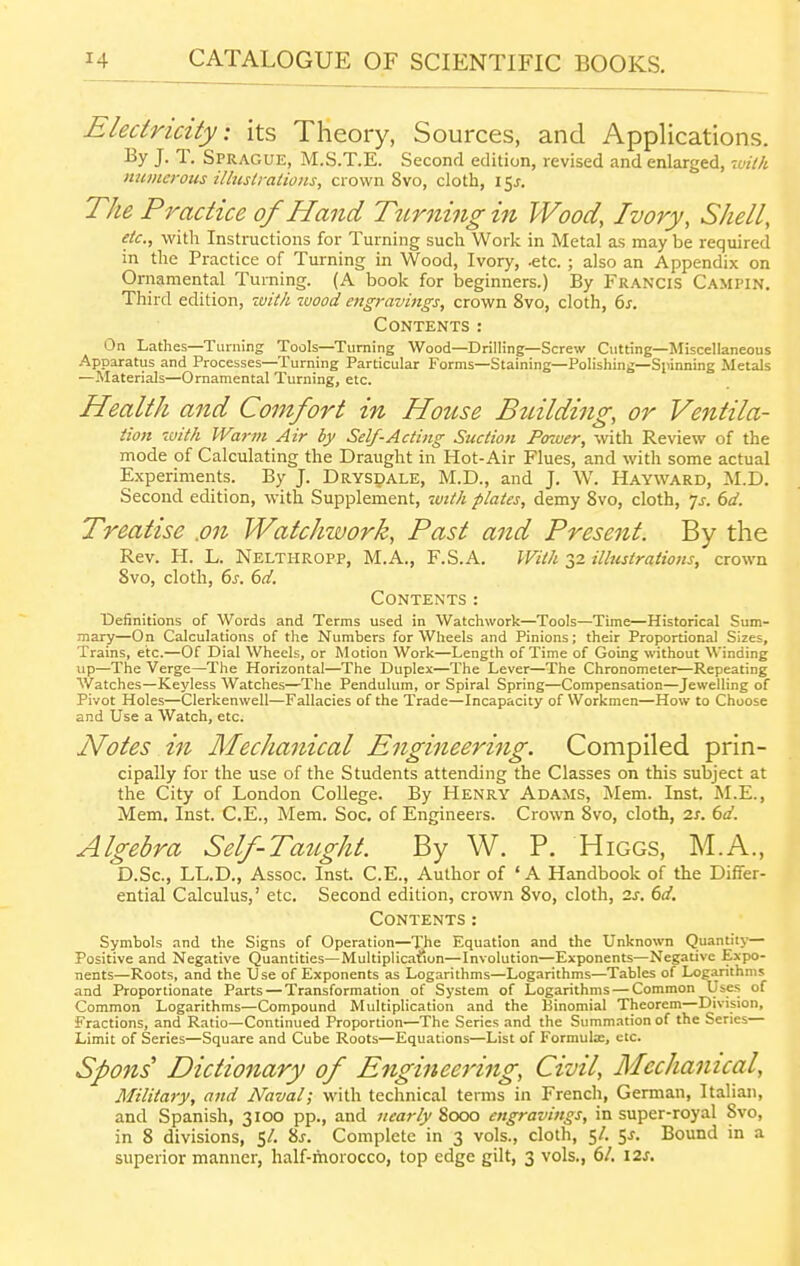 14 CATALOGUE OF SCIENTIFIC BOOKS.
Electricity: its Theory, Sources, and Applications.
By J. T. SPRAGUE, M.S.T.E. Second edition, revised and enlarged, with
numerous illustrations, crown 8vo, cloth, 15s.
The Practice of Hand Turning in Wood, Ivory, Shell,
etc., with Instructions for Turning such Work in Metal as may be required
in the Practice of Turning in Wood, Ivory, etc. ; also an Appendix on
Ornamental Turning. (A book for beginners.) By FRANCIS CAMPIN.
Third edition, with wood engravings, crown 8vo, cloth, 6s.
CONTENTS :
On Lathes—Turning Tools—Turning Wood—Drilling—Screw Cutting—Miscellaneous
Apparatus and Processes—Turning Particular Forms—Staining—Polishing—Spinning Metals
—Materials—Ornamental Turning, etc.
Health and Comfort in House Building, or Ventila-
tion with Warm Air by Self-Acting Suction Power, with Review of the
mode of Calculating the Draught in Hot-Air Flues, and with some actual
Experiments. By J. DRYSDALE, M.D., and J. W. HAYWARD, M.D.
Second edition, with Supplement, with plates, demy 8vo, cloth, 7s. 6d.
Treatise on Watchwork, Past and Present. By the
Rev. H. L. NELTHROPP, M.A., F.S.A. With 32 illustrations, crown
8vo, cloth, 6s. 6d.
CONTENTS :
Definitions of Words and Terms used in Watchwork—Tools—Time—Historical Sum-
mary—On Calculations of the Numbers for Wheels and Pinions; their Proportional Sizes,
Trains, etc.—Of Dial Wheels, or Motion Work—Length of Time of Going without Winding
up—The Verge—The Horizontal—The Duplex—The Lever—The Chronometer—Repeating
Watches—Keyless Watches—The Pendulum, or Spiral Spring—Compensation—Jewelling of
Pivot Holes—Clerkenwell—Fallacies of the Trade—Incapacity of Workmen—How to Choose
and Use a Watch, etc.
Notes in Mechanical Engineering. Compiled prin-
cipally for the use of the Students attending the Classes on this subject at
the City of London College. By HENRY ADAMS, Mem. Inst. M.E.,
Mem. Inst. C.E., Mem. Soc. of Engineers. Crown 8vo, cloth, 2s. 6d.
Algebra Self-Taught. By W. P. HIGGS, M.A.,
D.Sc., LL.D., Assoc. Inst. C.E., Author of ‘A Handbook of the Differ-
ential Calculus,’ etc. Second edition, crown 8vo, cloth, 2s. 6d.
CONTENTS :
Symbols and the Signs of Operation—The Equation and the Unknown Quantity—
Positive and Negative Quantities—Multiplication—Involution—Exponents—Negative Expo-
nents—Roots, and the Use of Exponents as Logarithms—Logarithms—Tables of Logarithms
and Proportionate Parts—Transformation of System of Logarithms—Common Uses of
Common Logarithms—Compound Multiplication and the Binomial Theorem—Division,
Fractions, and Ratio—Continued Proportion—The Series and the Summation of the Series—
Limit of Series—Square and Cube Roots—Equations—List of Formulæ, etc.
Spons' Dictionary of Engineering, Civil, Mechanical,
Military, and Naval; with technical terms in French, German, Italian,
and Spanish, 3100 pp., and nearly 8000 engravings, in super-royal 8vo,
in 8 divisions, 5l. 8s. Complete in 3 vols., cloth, 5l. 5s. Bound in a
superior manner, half-morocco, top edge gilt, 3 vols., 6l. 12s.